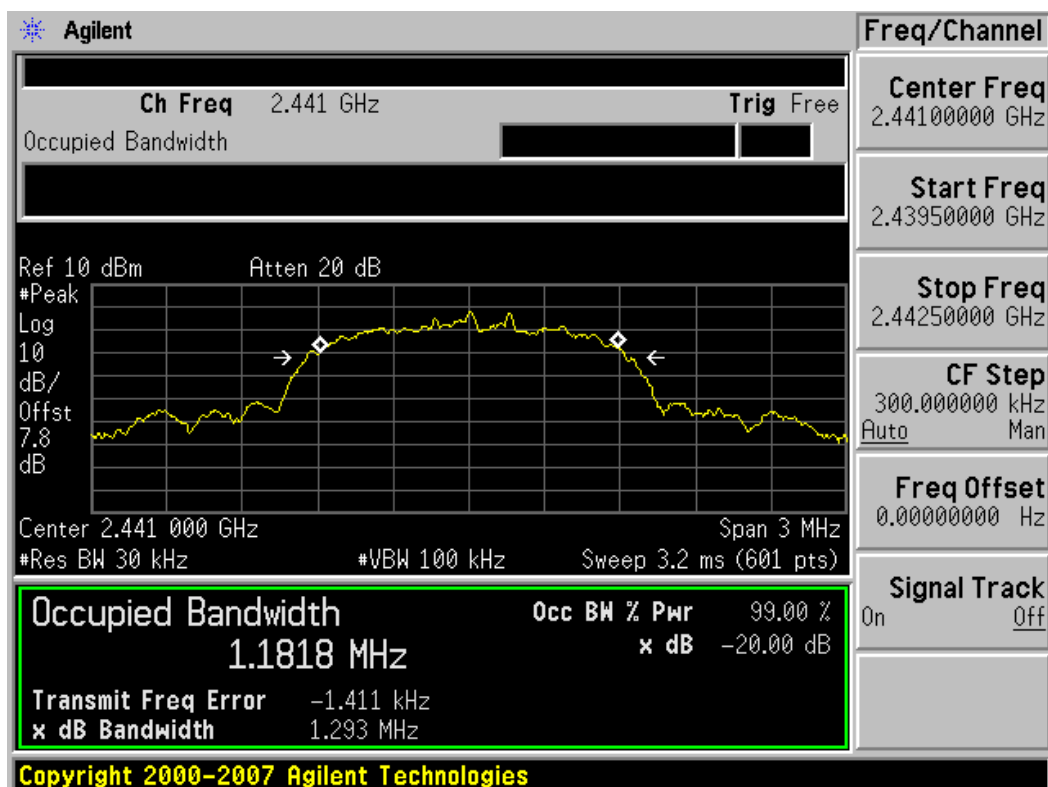 Agilent
Freq/Channel
Ch Freq 2.441 GHz Trig Free
Occupied Bandwidth
Center Freq
2.44100000 GHz
Start Freq
2.43950000 GHz
Stop Freq
2.44250000 GHz
CF Step
300.000000 kHz
Auto Man
Freq Offset
0.00000000 Hz
Signal Track
On Off
Ref 10 dBm Atten 20 dB
#Peak
Log
10
dB/
Offst
7.8
dB
Center 2.441 000 GHz Span 3 MHz
#Res BW 30 kHz #VBW 100 kHz Sweep 3.2 ms (601 pts)
Occupied Bandwidth Occ BW % Pwr 99.00 %
1.1818 MHz x dB -20.00 dB
Transmit Freq Error -1.411 kHz
x dB Bandwidth 1.293 MHz
Copyright 2000-2007 Agilent Technologies